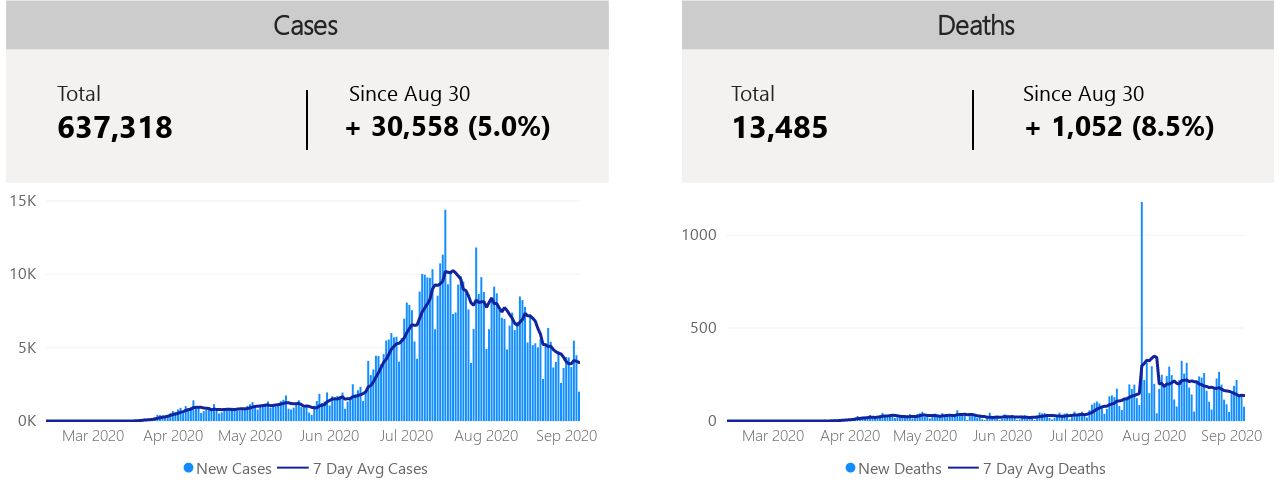 Cases
Total
637,318
Since Aug 30
+ 30,558 (5.0%)
15K
10K
5K
0K
Mar 2020 Apr 2020 May 2020 Jun 2020 Jul 2020 Aug 2020 Sep 2020
New Cases 7 Day Avg Cases
Deaths
Total
13,485
Since Aug 30
+ 1,052 (8.5%)
1000
500
0
Mar 2020 Apr 2020 May 2020 Jun 2020 Jul 2020 Aug 2020 Sep 2020
New Deaths 7 Day Avg Deaths